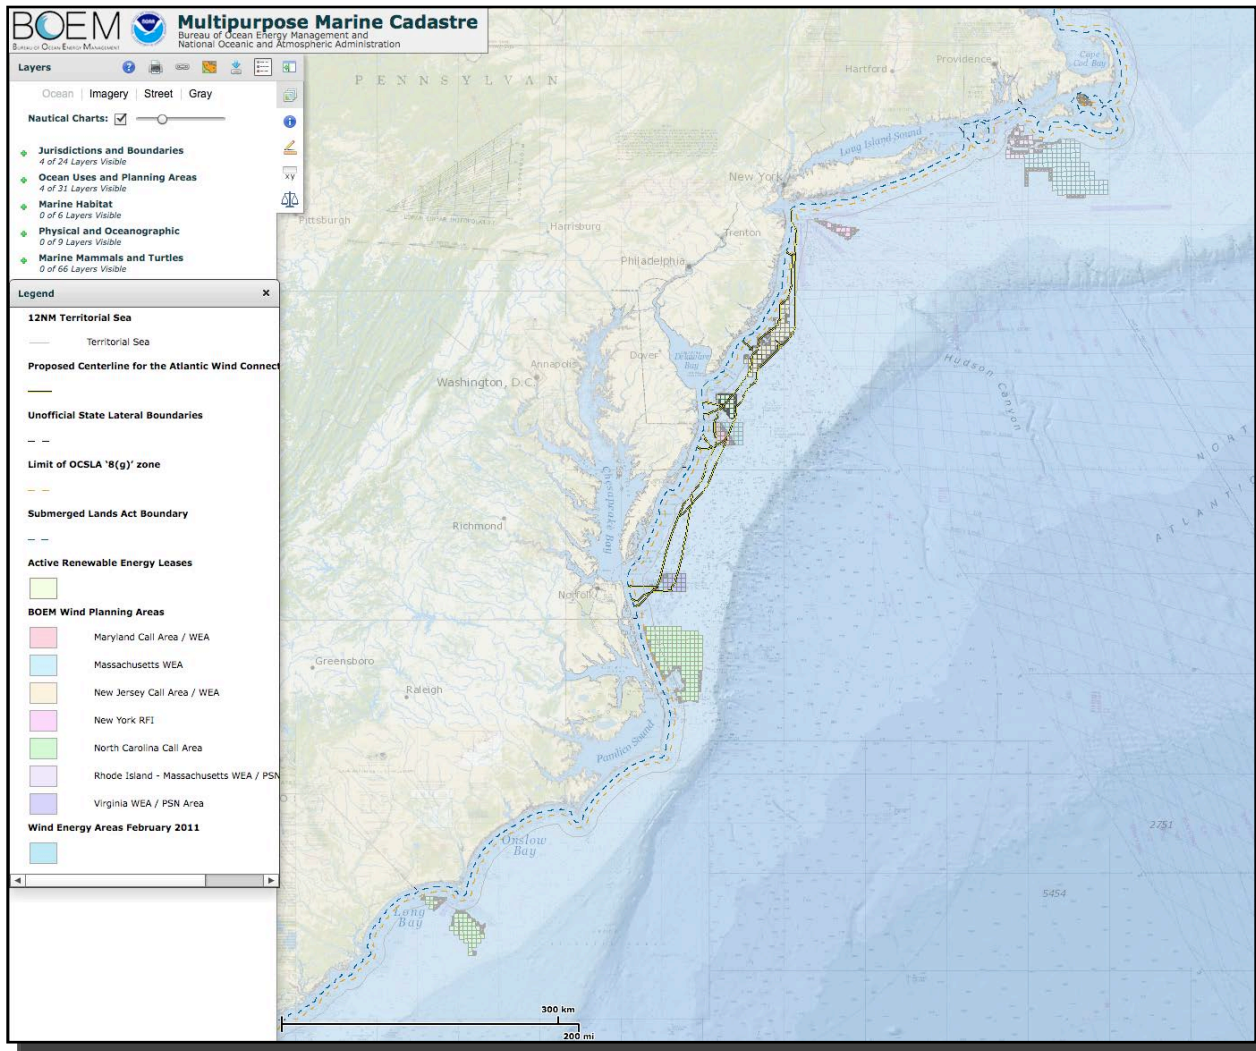 BOEM
BUREAU OF OCEAN ENERGY MANAGEMENT
NOAA
Multipurpose Marine Cadastre
Bureau of Ocean Energy Management and
National Oceanic and Atmospheric Administration
Layers
Ocean | Imagery | Street | Gray
Nautical Charts:
Jurisdictions and Boundaries
4 of 24 Layers Visible
Ocean Uses and Planning Areas
4 of 31 Layers Visible
Marine Habitat
0 of 6 Layers Visible
Physical and Oceanographic
0 of 9 Layers Visible
Marine Mammals and Turtles
0 of 66 Layers Visible
xy
Legend
12NM Territorial Sea
Territorial Sea
Proposed Centerline for the Atlantic Wind Connect
Unofficial State Lateral Boundaries
Limit of OCSLA '8(g)' zone
Submerged Lands Act Boundary
Active Renewable Energy Leases
BOEM Wind Planning Areas
Maryland Call Area / WEA
Massachusetts WEA
New Jersey Call Area / WEA
New York RFI
North Carolina Call Area
Rhode Island - Massachusetts WEA / PSN
Virginia WEA / PSN Area
Wind Energy Areas February 2011
PENNSYLVAN
Hartford
Providence
Cape Cod Bay
Long Island Sound
New York
Pittsburgh
Harrisburg
Trenton
Philadelphia
Dover
Delaware Bay
Annapolis
Washington, D.C.
Hudson Canyon
NORT
ATLANTIC
Chesapeake Bay
Richmond
Norfolk
Greensboro
Raleigh
Pamlico Sound
Onslow Bay
Long Bay
2751
5454
300 km
200 mi